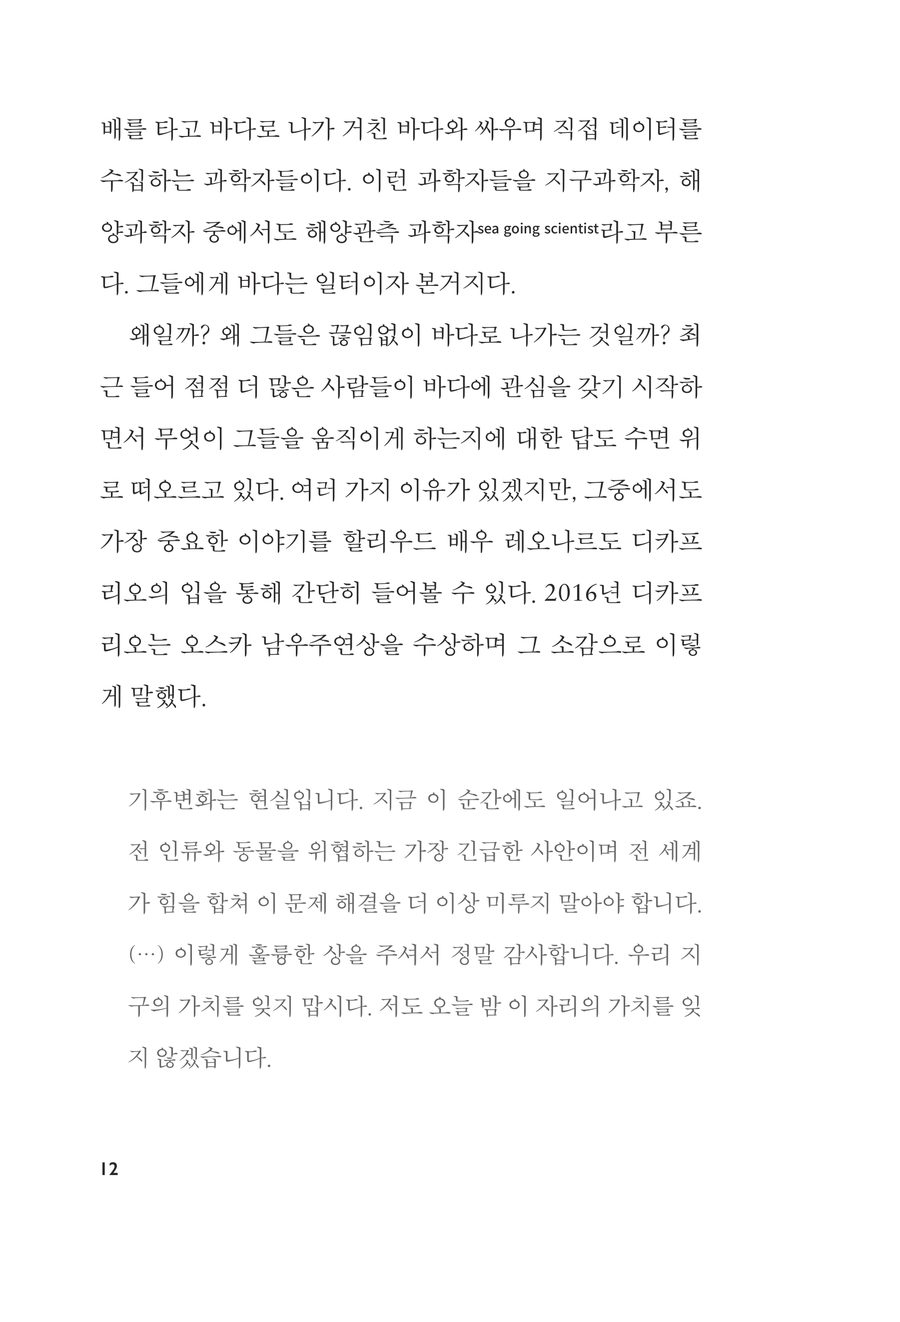 배를 타고 바다로 나가 거친 바다와 싸우며 직접 데이터를
수집하는 과학자들이다. 이런 과학자들을 지구과학자, 해
양과학자 중에서도 해양관측 과학자sea going scientist라고 부른
다. 그들에게 바다는 일터이자 본거지다.
왜일까? 왜 그들은 끊임없이 바다로 나가는 것일까? 최
근 들어 점점 더 많은 사람들이 바다에 관심을 갖기 시작하
면서 무엇이 그들을 움직이게 하는지에 대한 답도 수면 위
로 떠오르고 있다. 여러 가지 이유가 있겠지만, 그중에서도
가장 중요한 이야기를 할리우드 배우 레오나르도 디카프
리오의 입을 통해 간단히 들어볼 수 있다. 2016년 디카프
리오는 오스카 남우주연상을 수상하며 그 소감으로 이렇
게 말했다.
기후변화는 현실입니다. 지금 이 순간에도 일어나고 있죠.
전 인류와 동물을 위협하는 가장 긴급한 사안이며 전 세계
가 힘을 합쳐 이 문제 해결을 더 이상 미루지 말아야 합니다.
(…) 이렇게 훌륭한 상을 주셔서 정말 감사합니다. 우리 지
구의 가치를 잊지 맙시다. 저도 오늘 밤 이 자리의 가치를 잊
지 않겠습니다.
12